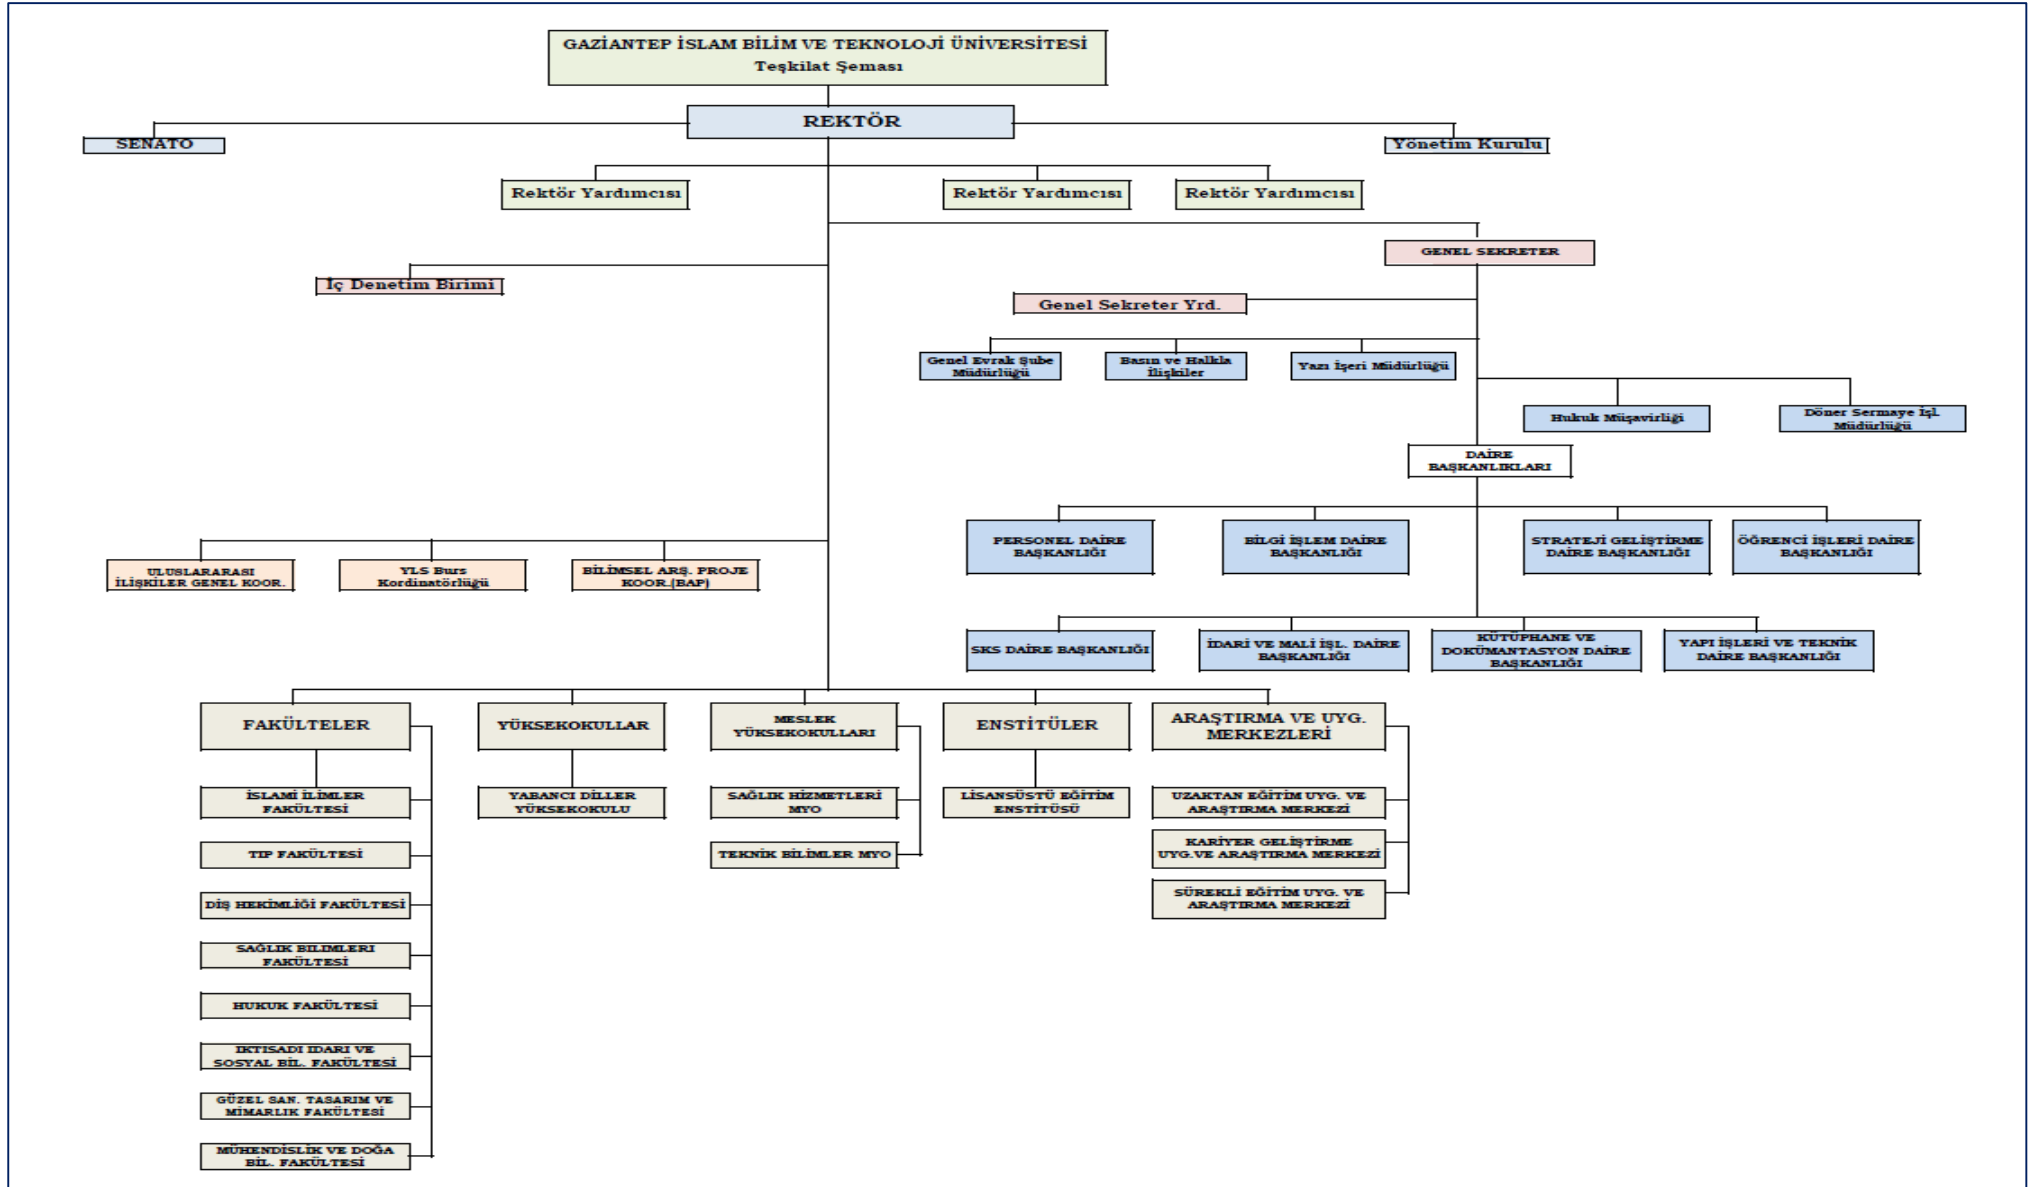 GAZİANTEP İSLAM BİLİM VE TEKNOLOJİ ÜNİVERSİTESİ
Teşkilat Şeması
REKTÖR
SENATO
Yönetim Kurulu
Rektör Yardımcısı
Rektör Yardımcısı
Rektör Yardımcısı
GENEL SEKRETER
İç Denetim Birimi
Genel Sekreter Yrd.
Genel Evrak Şube
Müdürlüğü
Basın ve Halkla
İlişkiler
Yazı İşeri Müdürlüğü
Hukuk Müşavirliği
Döner Sermaye İşl.
Müdürlüğü
DAİRE
BAŞKANLIKLARI
PERSONEL DAİRE
BAŞKANLIĞI
BİLGİ İŞLEM DAİRE
BAŞKANLIĞI
STRATEJİ GELİŞTİRME
DAİRE BAŞKANLIĞI
ÖĞRENCİ İŞLERİ DAİRE
BAŞKANLIĞI
ULUSLARARASI
İLİŞKİLER GENEL KOOR.
YLS Burs
Kordinatörlüğü
BİLİMSEL ARŞ. PROJE
KOOR.(BAP)
SKS DAİRE BAŞKANLIĞI
İDARİ VE MALİ İŞL. DAİRE
BAŞKANLIĞI
KÜTÜPHANE VE
DOKÜMANTASYON DAİRE
BAŞKANLIĞI
YAPI İŞLERİ VE TEKNİK
DAİRE BAŞKANLIĞI
FAKÜLTELER
YÜKSEKOKULLAR
MESLEK
YÜKSEKOKULLARI
ENSTİTÜLER
ARAŞTIRMA VE UYG.
MERKEZLERİ
İSLAMİ İLİMLER
FAKÜLTESİ
YABANCI DİLLER
YÜKSEKOKULU
SAĞLIK HİZMETLERİ
MYO
LİSANSÜSTÜ EĞİTİM
ENSTİTÜSÜ
UZAKTAN EĞİTİM UYG. VE
ARAŞTIRMA MERKEZİ
TIP FAKÜLTESİ
TEKNİK BİLİMLER MYO
KARİYER GELİŞTİRME
UYG.VE ARAŞTIRMA MERKEZİ
DİŞ HEKİMLİĞİ FAKÜLTESİ
SÜREKLİ EĞİTİM UYG. VE
ARAŞTIRMA MERKEZİ
SAĞLIK BILIMLERI
FAKÜLTESİ
HUKUK FAKÜLTESİ
IKTISADI IDARI VE
SOSYAL BİL. FAKÜLTESİ
GÜZEL SAN. TASARIM VE
MİMARLIK FAKÜLTESİ
MÜHENDİSLİK VE DOĞA
BİL. FAKÜLTESİ